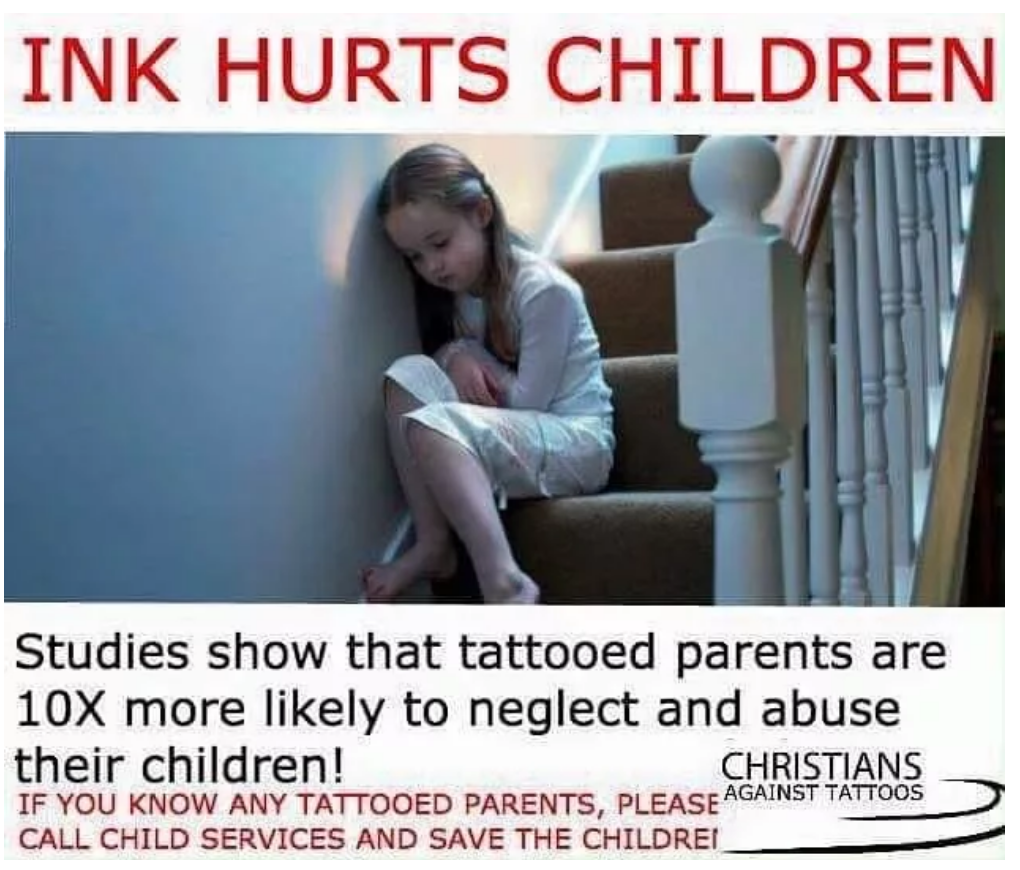 INK HURTS CHILDREN
Studies show that tattooed parents are
10X more likely to neglect and abuse
their children!
IF YOU KNOW ANY TATTOOED PARENTS, PLEASE
CALL CHILD SERVICES AND SAVE THE CHILDREI
CHRISTIANS
AGAINST TATTOOS